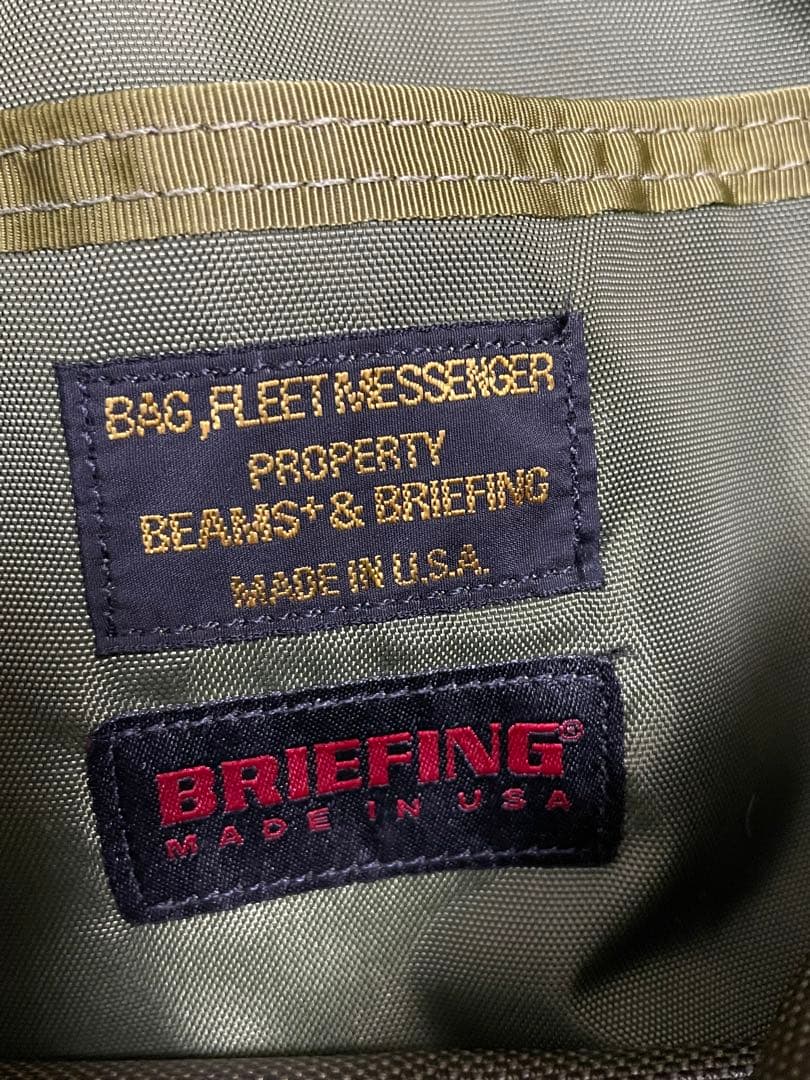 BAG,FLEET MESSENGER
PROPERTY
BEAMS+ & BRIEFING
MADE IN U.S.A.
BRIEFING®
MADE IN USA